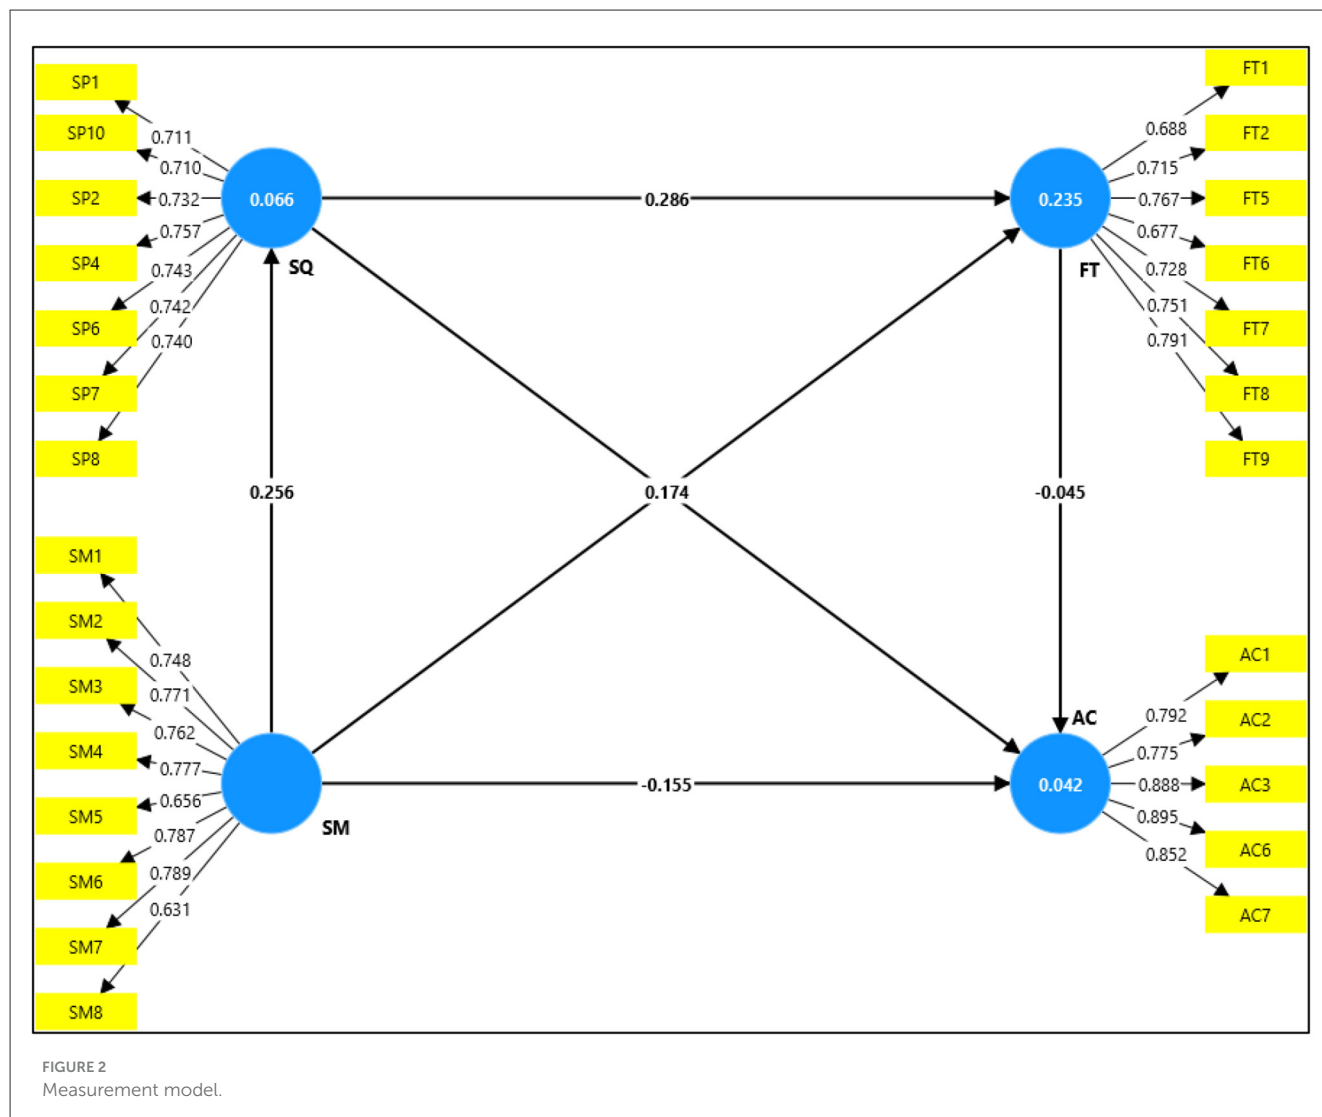 SP1
SP10
SP2
SP4
SP6
SP7
SP8
0.711
0.710
0.732
0.757
0.743
0.742
0.740
0.066
SQ
0.286
0.235
FT
0.688
0.715
0.767
0.677
0.728
0.751
0.791
FT1
FT2
FT5
FT6
FT7
FT8
FT9
0.256
0.174
-0.045
SM1
SM2
SM3
SM4
SM5
SM6
SM7
SM8
0.748
0.771
0.762
0.777
0.656
0.787
0.789
0.631
SM
-0.155
AC
0.042
0.792
0.775
0.888
0.895
0.852
AC1
AC2
AC3
AC6
AC7
FIGURE 2
Measurement model.